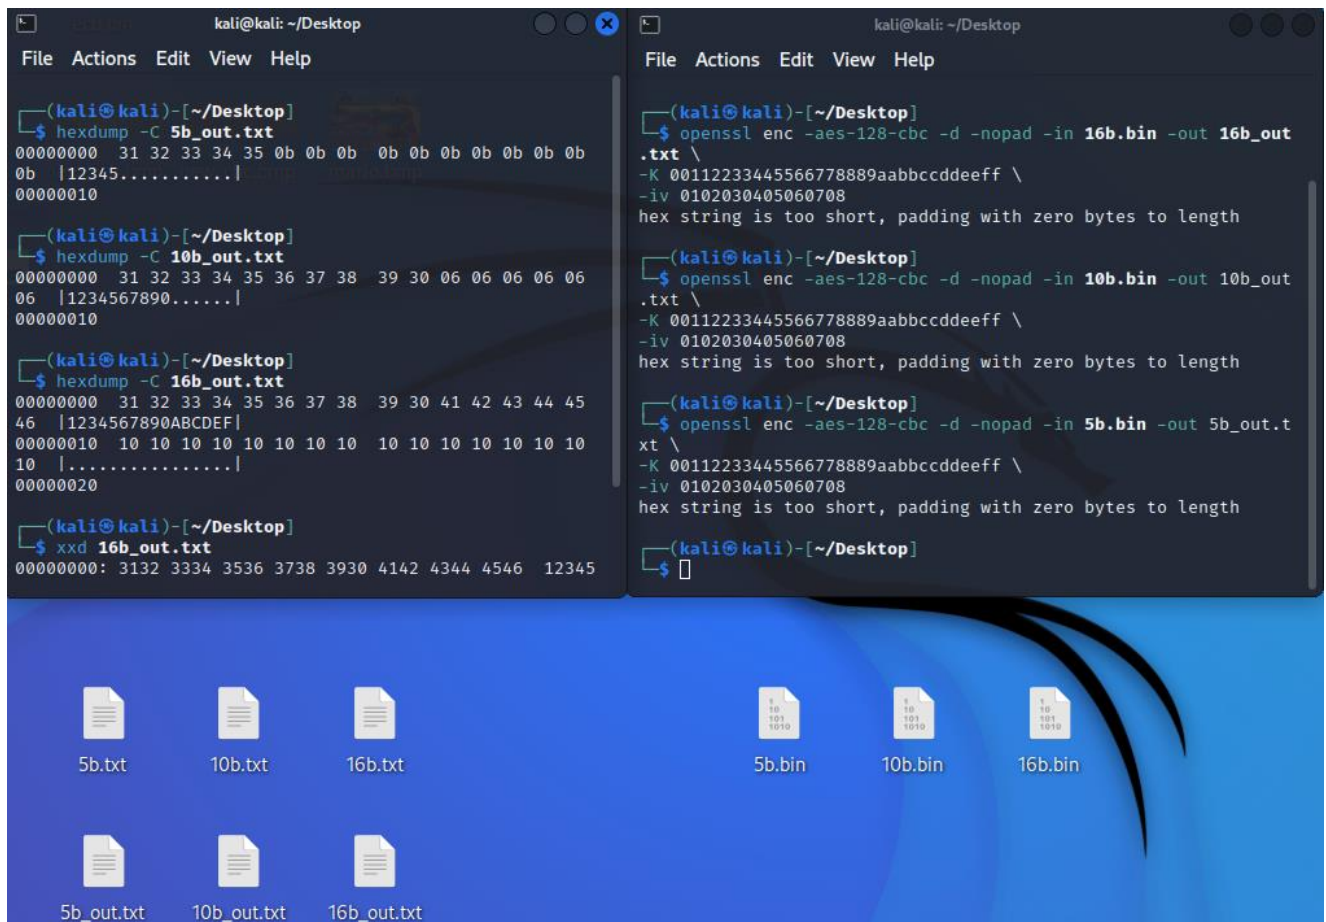 kali@kali: ~/Desktop
File Actions Edit View Help
┌──(kali㉿kali)-[~/Desktop]
└─$ hexdump -C 5b_out.txt
00000000  31 32 33 34 35 0b 0b 0b  0b 0b 0b 0b 0b 0b 0b
0b  |12345...........|
00000010
┌──(kali㉿kali)-[~/Desktop]
└─$ hexdump -C 10b_out.txt
00000000  31 32 33 34 35 36 37 38  39 30 06 06 06 06 06
06  |1234567890......|
00000010
┌──(kali㉿kali)-[~/Desktop]
└─$ hexdump -C 16b_out.txt
00000000  31 32 33 34 35 36 37 38  39 30 41 42 43 44 45
46  |1234567890ABCDEF|
00000010  10 10 10 10 10 10 10 10  10 10 10 10 10 10 10
10  |................|
00000020
┌──(kali㉿kali)-[~/Desktop]
└─$ xxd 16b_out.txt
00000000: 3132 3334 3536 3738 3930 4142 4344 4546  12345
kali@kali: ~/Desktop
File Actions Edit View Help
┌──(kali㉿kali)-[~/Desktop]
└─$ openssl enc -aes-128-cbc -d -nopad -in 16b.bin -out 16b_out
.txt \
-K 00112233445566778889aabbccddeeff \
-iv 0102030405060708
hex string is too short, padding with zero bytes to length
┌──(kali㉿kali)-[~/Desktop]
└─$ openssl enc -aes-128-cbc -d -nopad -in 10b.bin -out 10b_out
.txt \
-K 00112233445566778889aabbccddeeff \
-iv 0102030405060708
hex string is too short, padding with zero bytes to length
┌──(kali㉿kali)-[~/Desktop]
└─$ openssl enc -aes-128-cbc -d -nopad -in 5b.bin -out 5b_out.t
xt \
-K 00112233445566778889aabbccddeeff \
-iv 0102030405060708
hex string is too short, padding with zero bytes to length
┌──(kali㉿kali)-[~/Desktop]
└─$
5b.txt 10b.txt 16b.txt 5b.bin 10b.bin 16b.bin
5b_out.txt 10b_out.txt 16b_out.txt